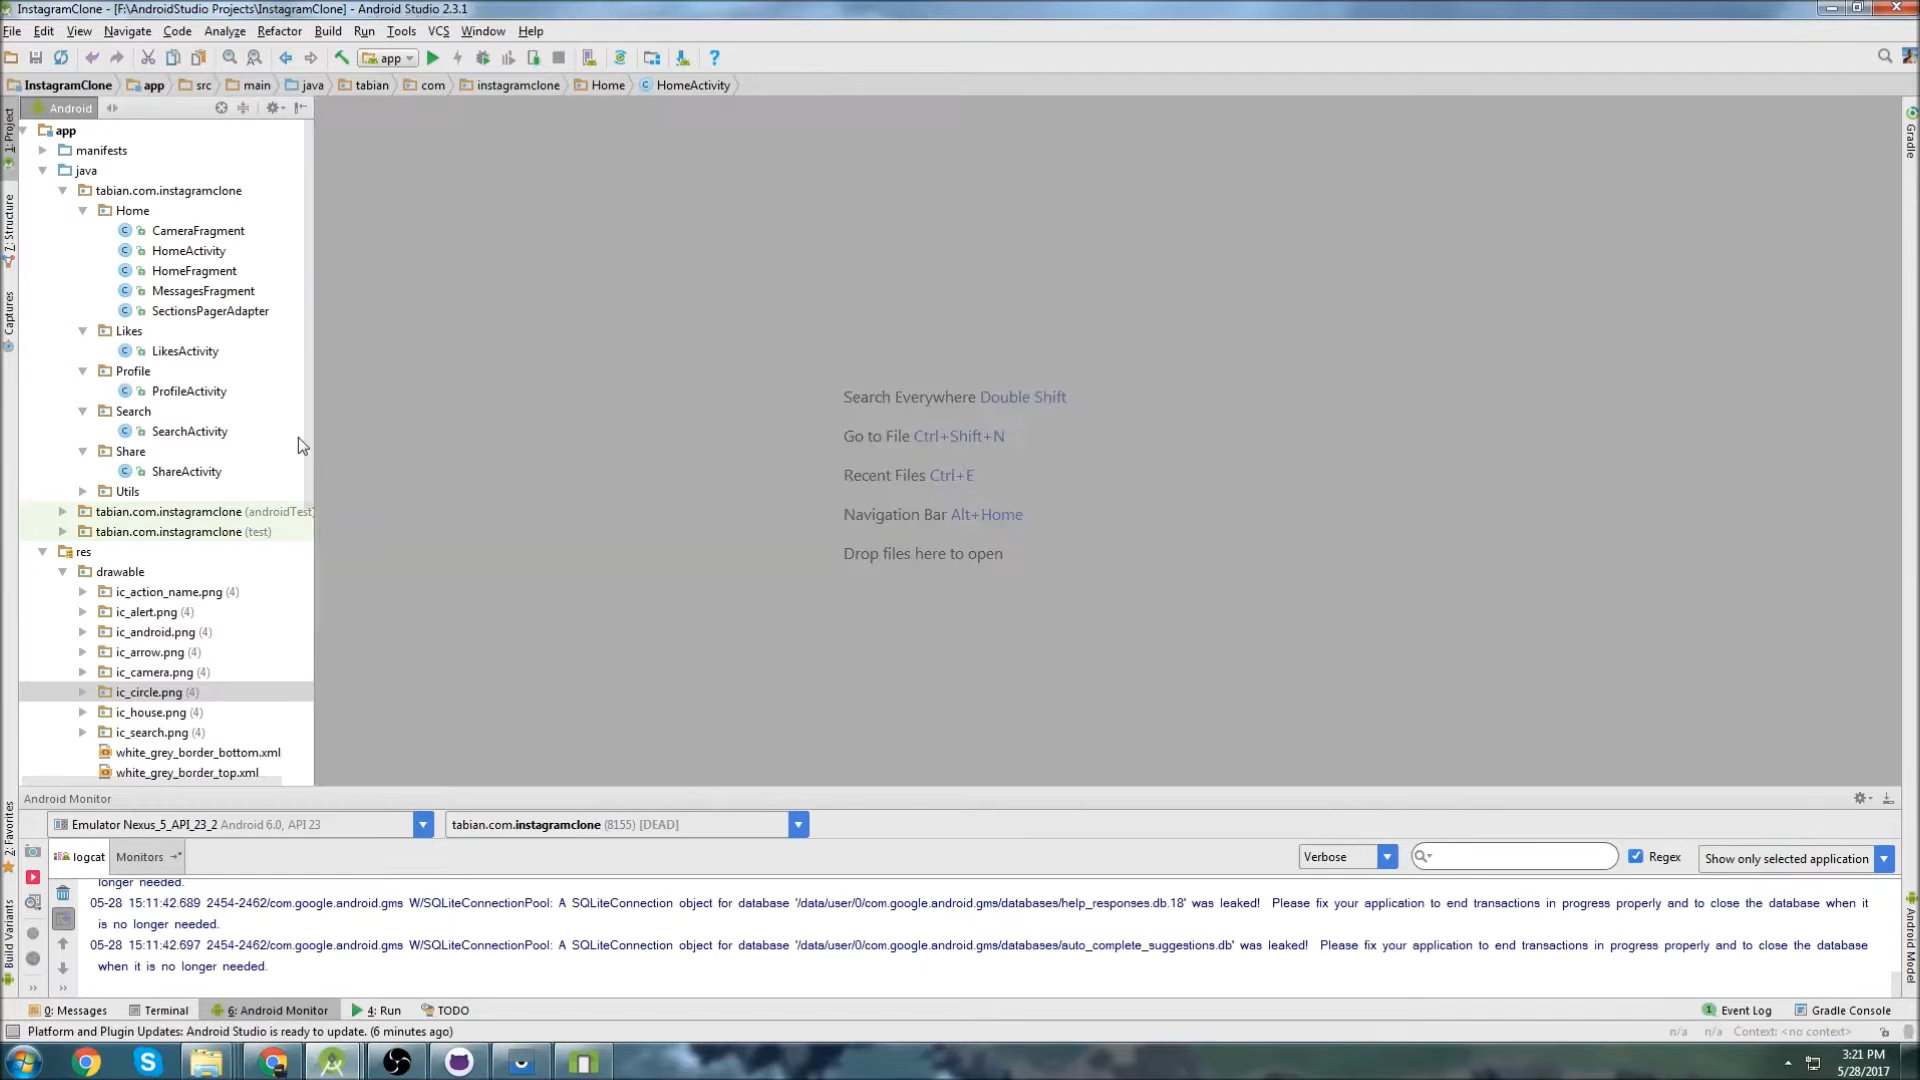 InstagramClone - [F:\AndroidStudio Projects\InstagramClone] - Android Studio 2.3.1
File Edit View Navigate Code Analyze Refactor Build Run Tools VCS Window Help
app
InstagramClone app src main java tabian com instagramclone Home HomeActivity
Android
1: Project
7: Structure
Captures
2: Favorites
Build Variants
Gradle
Android Model
app
manifests
java
tabian.com.instagramclone
Home
CameraFragment
HomeActivity
HomeFragment
MessagesFragment
SectionsPagerAdapter
Likes
LikesActivity
Profile
ProfileActivity
Search
SearchActivity
Share
ShareActivity
Utils
tabian.com.instagramclone (androidTest)
tabian.com.instagramclone (test)
res
drawable
ic_action_name.png (4)
ic_alert.png (4)
ic_android.png (4)
ic_arrow.png (4)
ic_camera.png (4)
ic_circle.png (4)
ic_house.png (4)
ic_search.png (4)
white_grey_border_bottom.xml
white_grey_border_top.xml
Search Everywhere Double Shift
Go to File Ctrl+Shift+N
Recent Files Ctrl+E
Navigation Bar Alt+Home
Drop files here to open
Android Monitor
Emulator Nexus_5_API_23_2 Android 6.0, API 23
tabian.com.instagramclone (8155) [DEAD]
logcat Monitors Verbose Regex Show only selected application
longer needed.
05-28 15:11:42.689 2454-2462/com.google.android.gms W/SQLiteConnectionPool: A SQLiteConnection object for database '/data/user/0/com.google.android.gms/databases/help_responses.db.18' was leaked! Please fix your application to end transactions in progress properly and to close the database when it
is no longer needed.
05-28 15:11:42.697 2454-2462/com.google.android.gms W/SQLiteConnectionPool: A SQLiteConnection object for database '/data/user/0/com.google.android.gms/databases/auto_complete_suggestions.db' was leaked! Please fix your application to end transactions in progress properly and to close the database
when it is no longer needed.
0: Messages Terminal 6: Android Monitor 4: Run TODO 1 Event Log Gradle Console
Platform and Plugin Updates: Android Studio is ready to update. (6 minutes ago) n/a n/a Context: <no context>
3:21 PM
5/28/2017